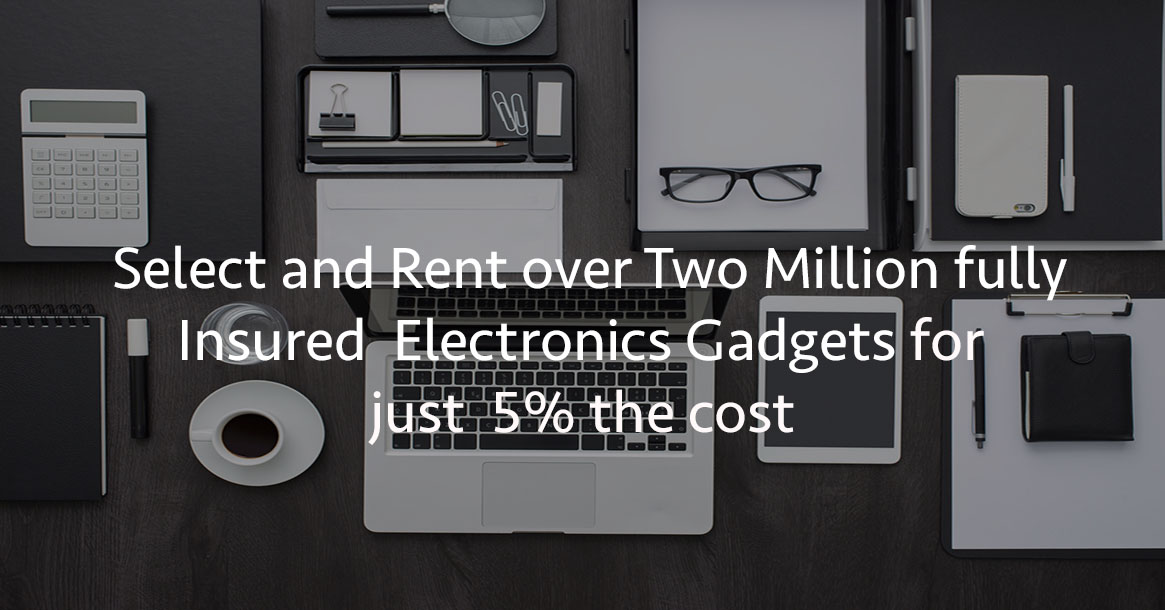 Select and Rent over Two Million fully
Insured Electronics Gadgets for
just 5% the cost